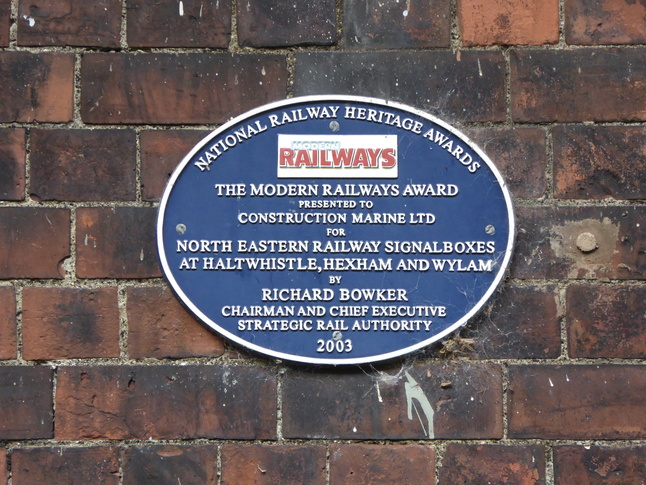 NATIONAL RAILWAY HERITAGE AWARDS
MODERN
RAILWAYS
THE MODERN RAILWAYS AWARD
PRESENTED TO
CONSTRUCTION MARINE LTD
FOR
NORTH EASTERN RAILWAY SIGNALBOXES
AT HALTWHISTLE, HEXHAM AND WYLAM
BY
RICHARD BOWKER
CHAIRMAN AND CHIEF EXECUTIVE
STRATEGIC RAIL AUTHORITY
2003